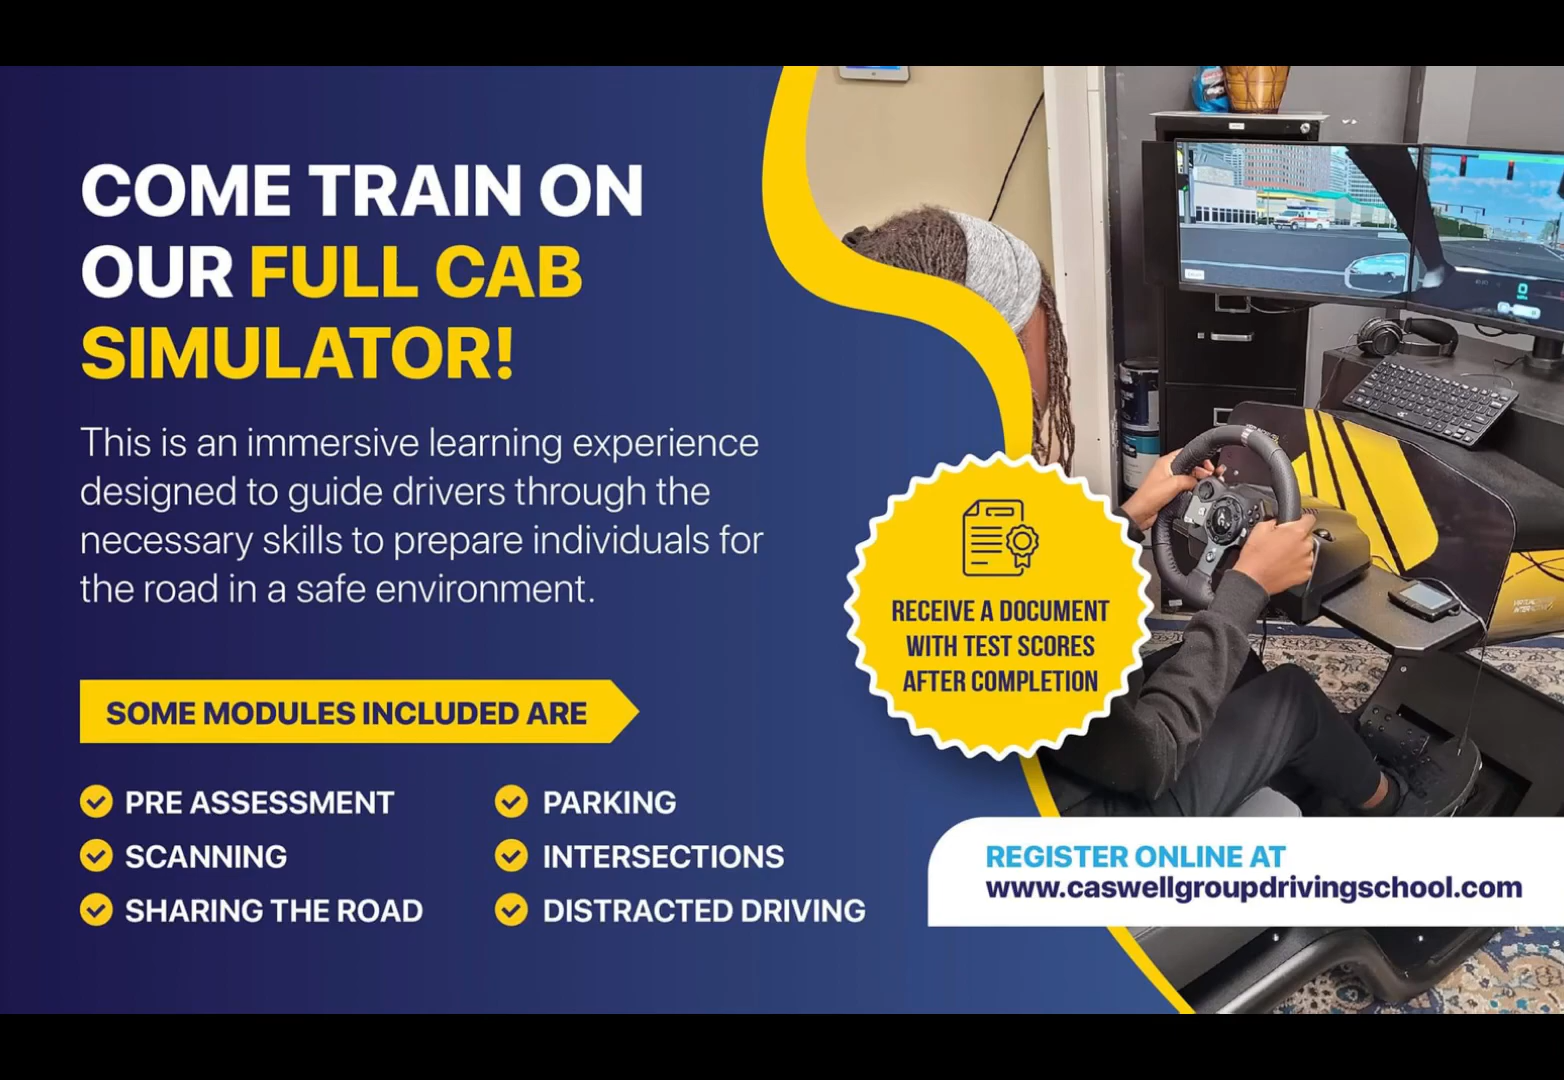 COME TRAIN ON
OUR FULL CAB
SIMULATOR!
This is an immersive learning experience
designed to guide drivers through the
necessary skills to prepare individuals for
the road in a safe environment.
SOME MODULES INCLUDED ARE
PRE ASSESSMENT
SCANNING
SHARING THE ROAD
PARKING
INTERSECTIONS
DISTRACTED DRIVING
RECEIVE A DOCUMENT
WITH TEST SCORES
AFTER COMPLETION
REGISTER ONLINE AT
www.caswellgroupdrivingschool.com